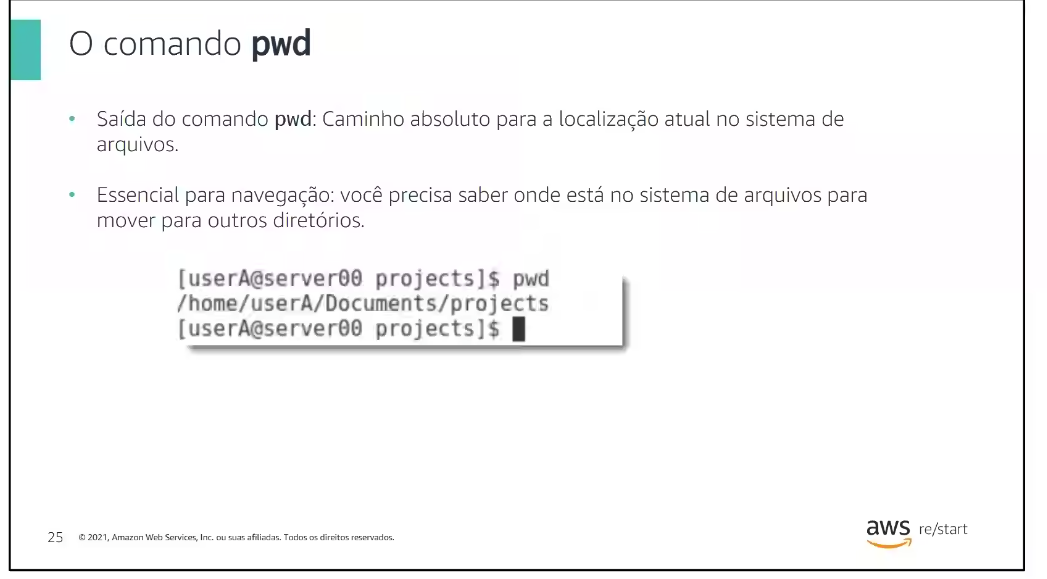 O comando pwd
• Saída do comando pwd: Caminho absoluto para a localização atual no sistema de
arquivos.
• Essencial para navegação: você precisa saber onde está no sistema de arquivos para
mover para outros diretórios.
[userA@server00 projects]$ pwd
/home/userA/Documents/projects
[userA@server00 projects]$
25 © 2021, Amazon Web Services, Inc. ou suas afiliadas. Todos os direitos reservados.
aws re/start